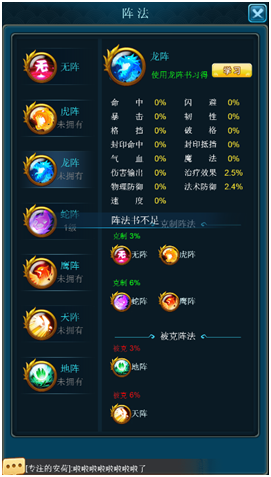 阵法
无
无阵
虎阵
未拥有
龙阵
未拥有
蛇阵
1级
鹰阵
未拥有
天阵
未拥有
地阵
未拥有
龙阵
使用龙阵书习得
学习
命中 0% 闪避 0%
暴击 0% 韧性 0%
格挡 0% 破格 0%
封印命中 0% 封印抵挡 0%
气血 0% 魔法 0%
伤害输出 0% 治疗效果 2.5%
物理防御 0% 法术防御 2.4%
速度 0%
阵法书不足
克制阵法
克制 3%
无阵 虎阵
克制 6%
蛇阵 鹰阵
被克阵法
被克 3%
地阵
被克 6%
天阵
[专注的安荷]:啦啦啦啦啦啦啦啦了